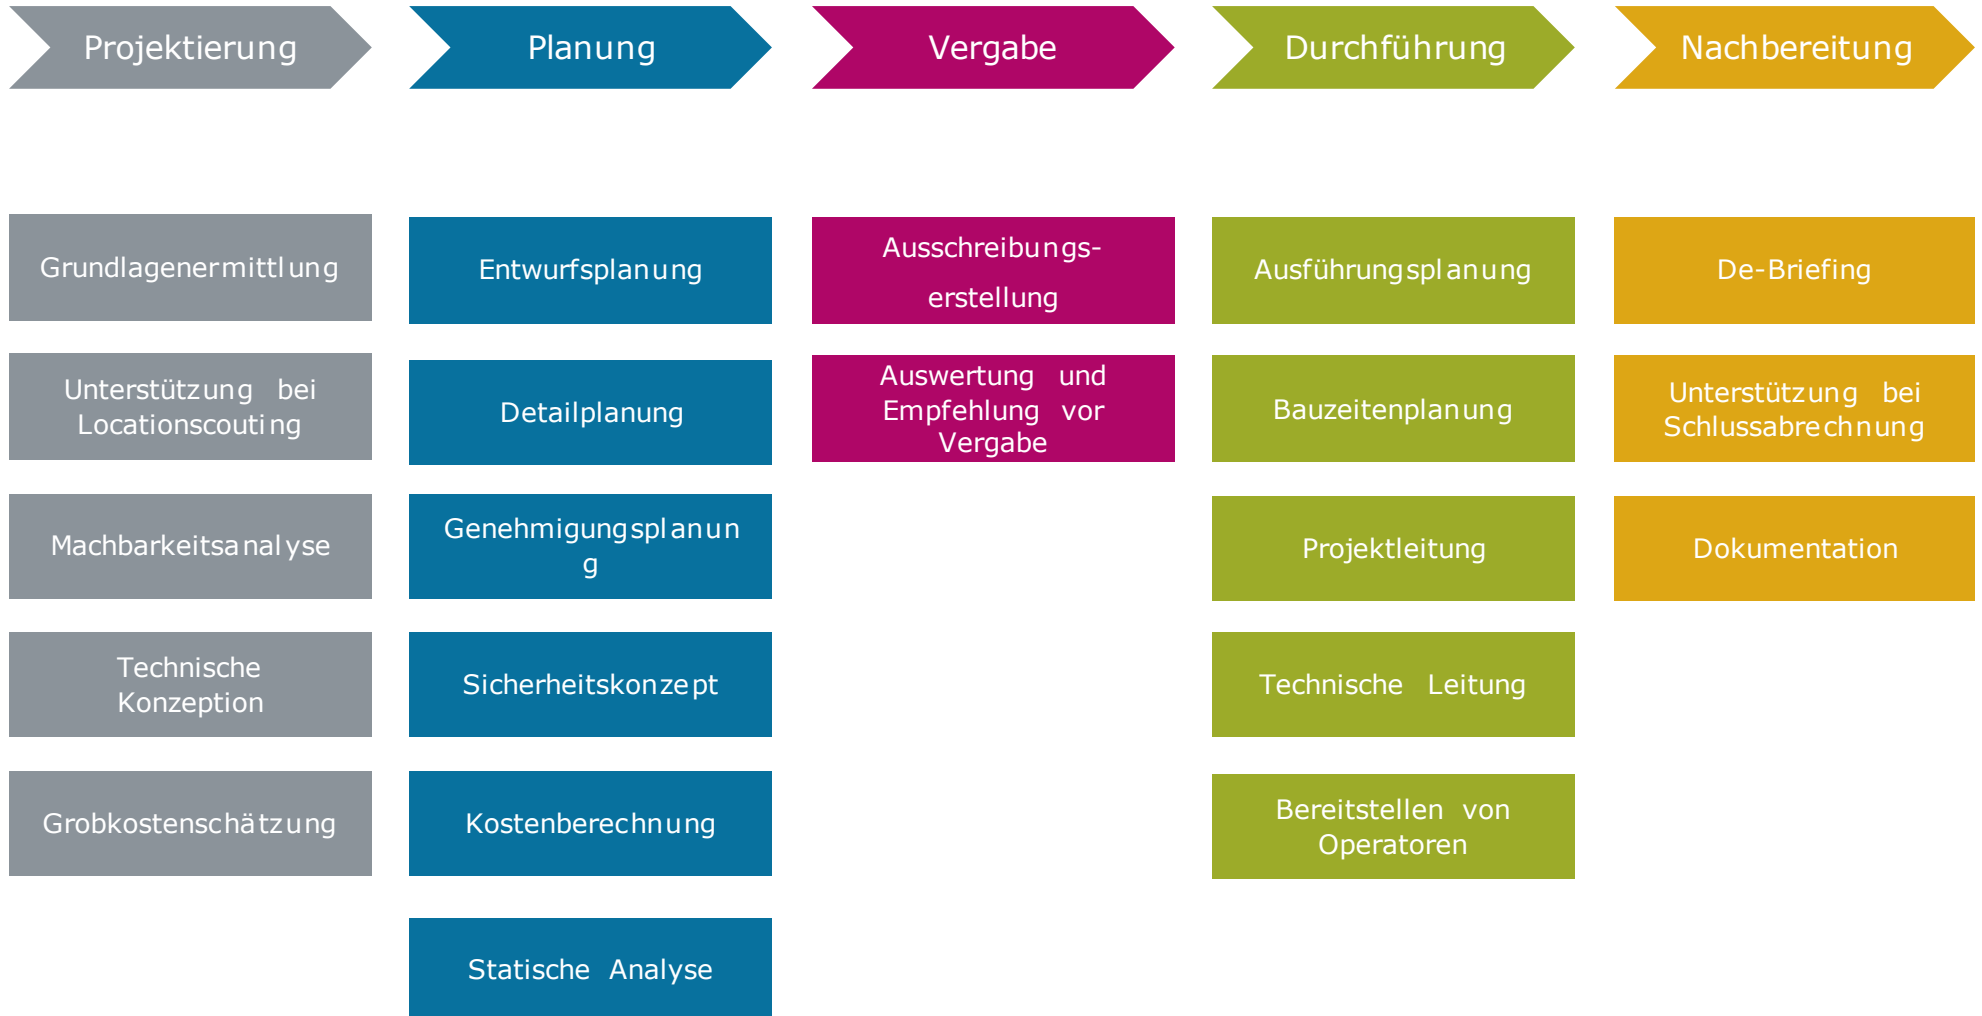 Projektierung
Planung
Vergabe
Durchführung
Nachbereitung
Grundlagenermittlung
Unterstützung bei
Locationscouting
Machbarkeitsanalyse
Technische
Konzeption
Grobkostenschätzung
Entwurfsplanung
Detailplanung
Genehmigungsplanun
g
Sicherheitskonzept
Kostenberechnung
Statische Analyse
Ausschreibungs-
erstellung
Auswertung und
Empfehlung vor
Vergabe
Ausführungsplanung
Bauzeitenplanung
Projektleitung
Technische Leitung
Bereitstellen von
Operatoren
De-Briefing
Unterstützung bei
Schlussabrechnung
Dokumentation